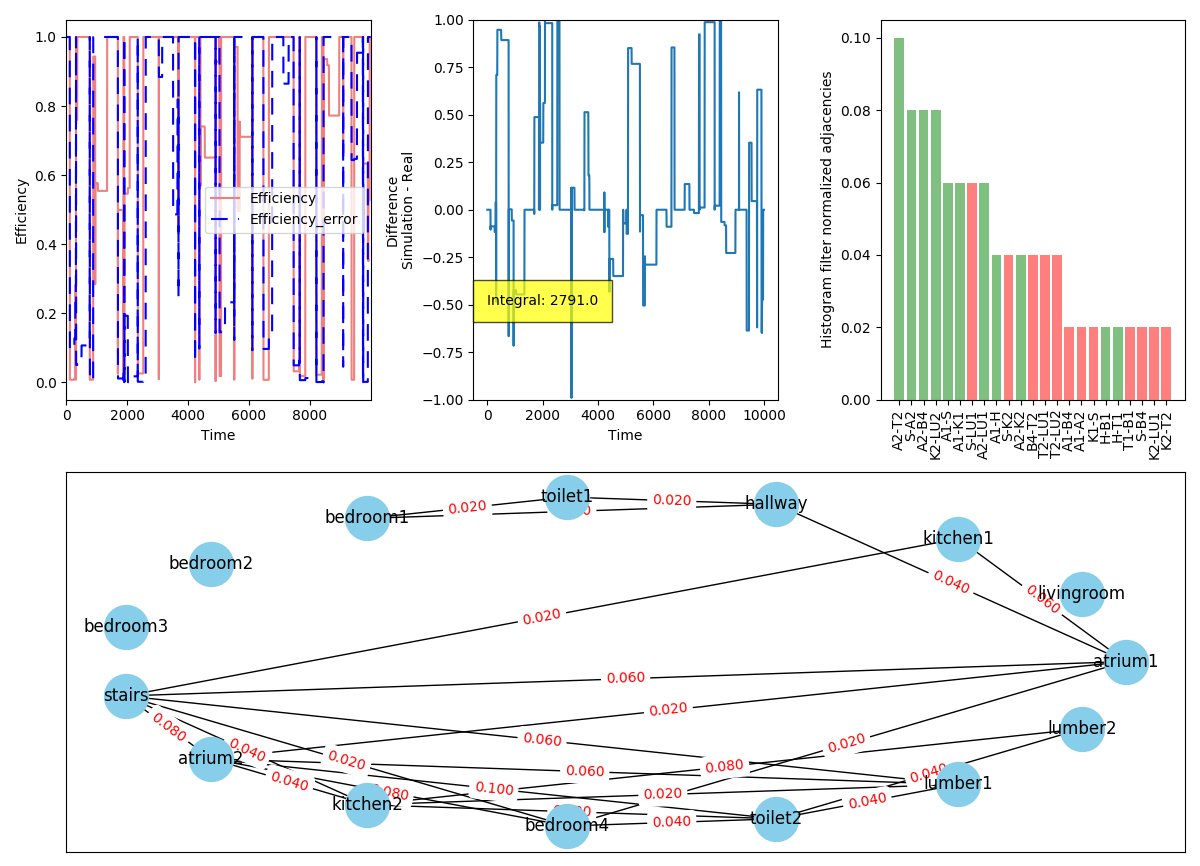 1.0
0.8
0.6
0.4
0.2
0.0
Efficiency
0
2000
4000
6000
8000
Time
Efficiency
Efficiency_error
1.00
0.75
0.50
0.25
0.00
−0.25
−0.50
−0.75
−1.00
Difference
Simulation - Real
Integral: 2791.0
0
2000
4000
6000
8000
10000
Time
0.10
0.08
0.06
0.04
0.02
0.00
Histogram filter normalized adjacencies
A2-T2
S-A2
A2-B4
K2-LU2
A1-S
A1-K1
S-LU1
A2-LU1
A1-H
S-K2
A2-K2
B4-T2
T2-LU1
T2-LU2
A1-B4
A1-A2
K1-S
H-B1
H-T1
T1-B1
S-B4
K2-LU1
K2-T2
toilet1
hallway
bedroom1
0.020
0.020
kitchen1
bedroom2
0.040
livingroom
0.060
0.020
bedroom3
atrium1
0.060
stairs
0.020
0.080
lumber2
0.060
0.040
0.020
0.020
atrium2
0.080
0.060
0.040
0.040
lumber1
0.100
0.080
0.020
kitchen2
0.040
toilet2
bedroom4
0.040